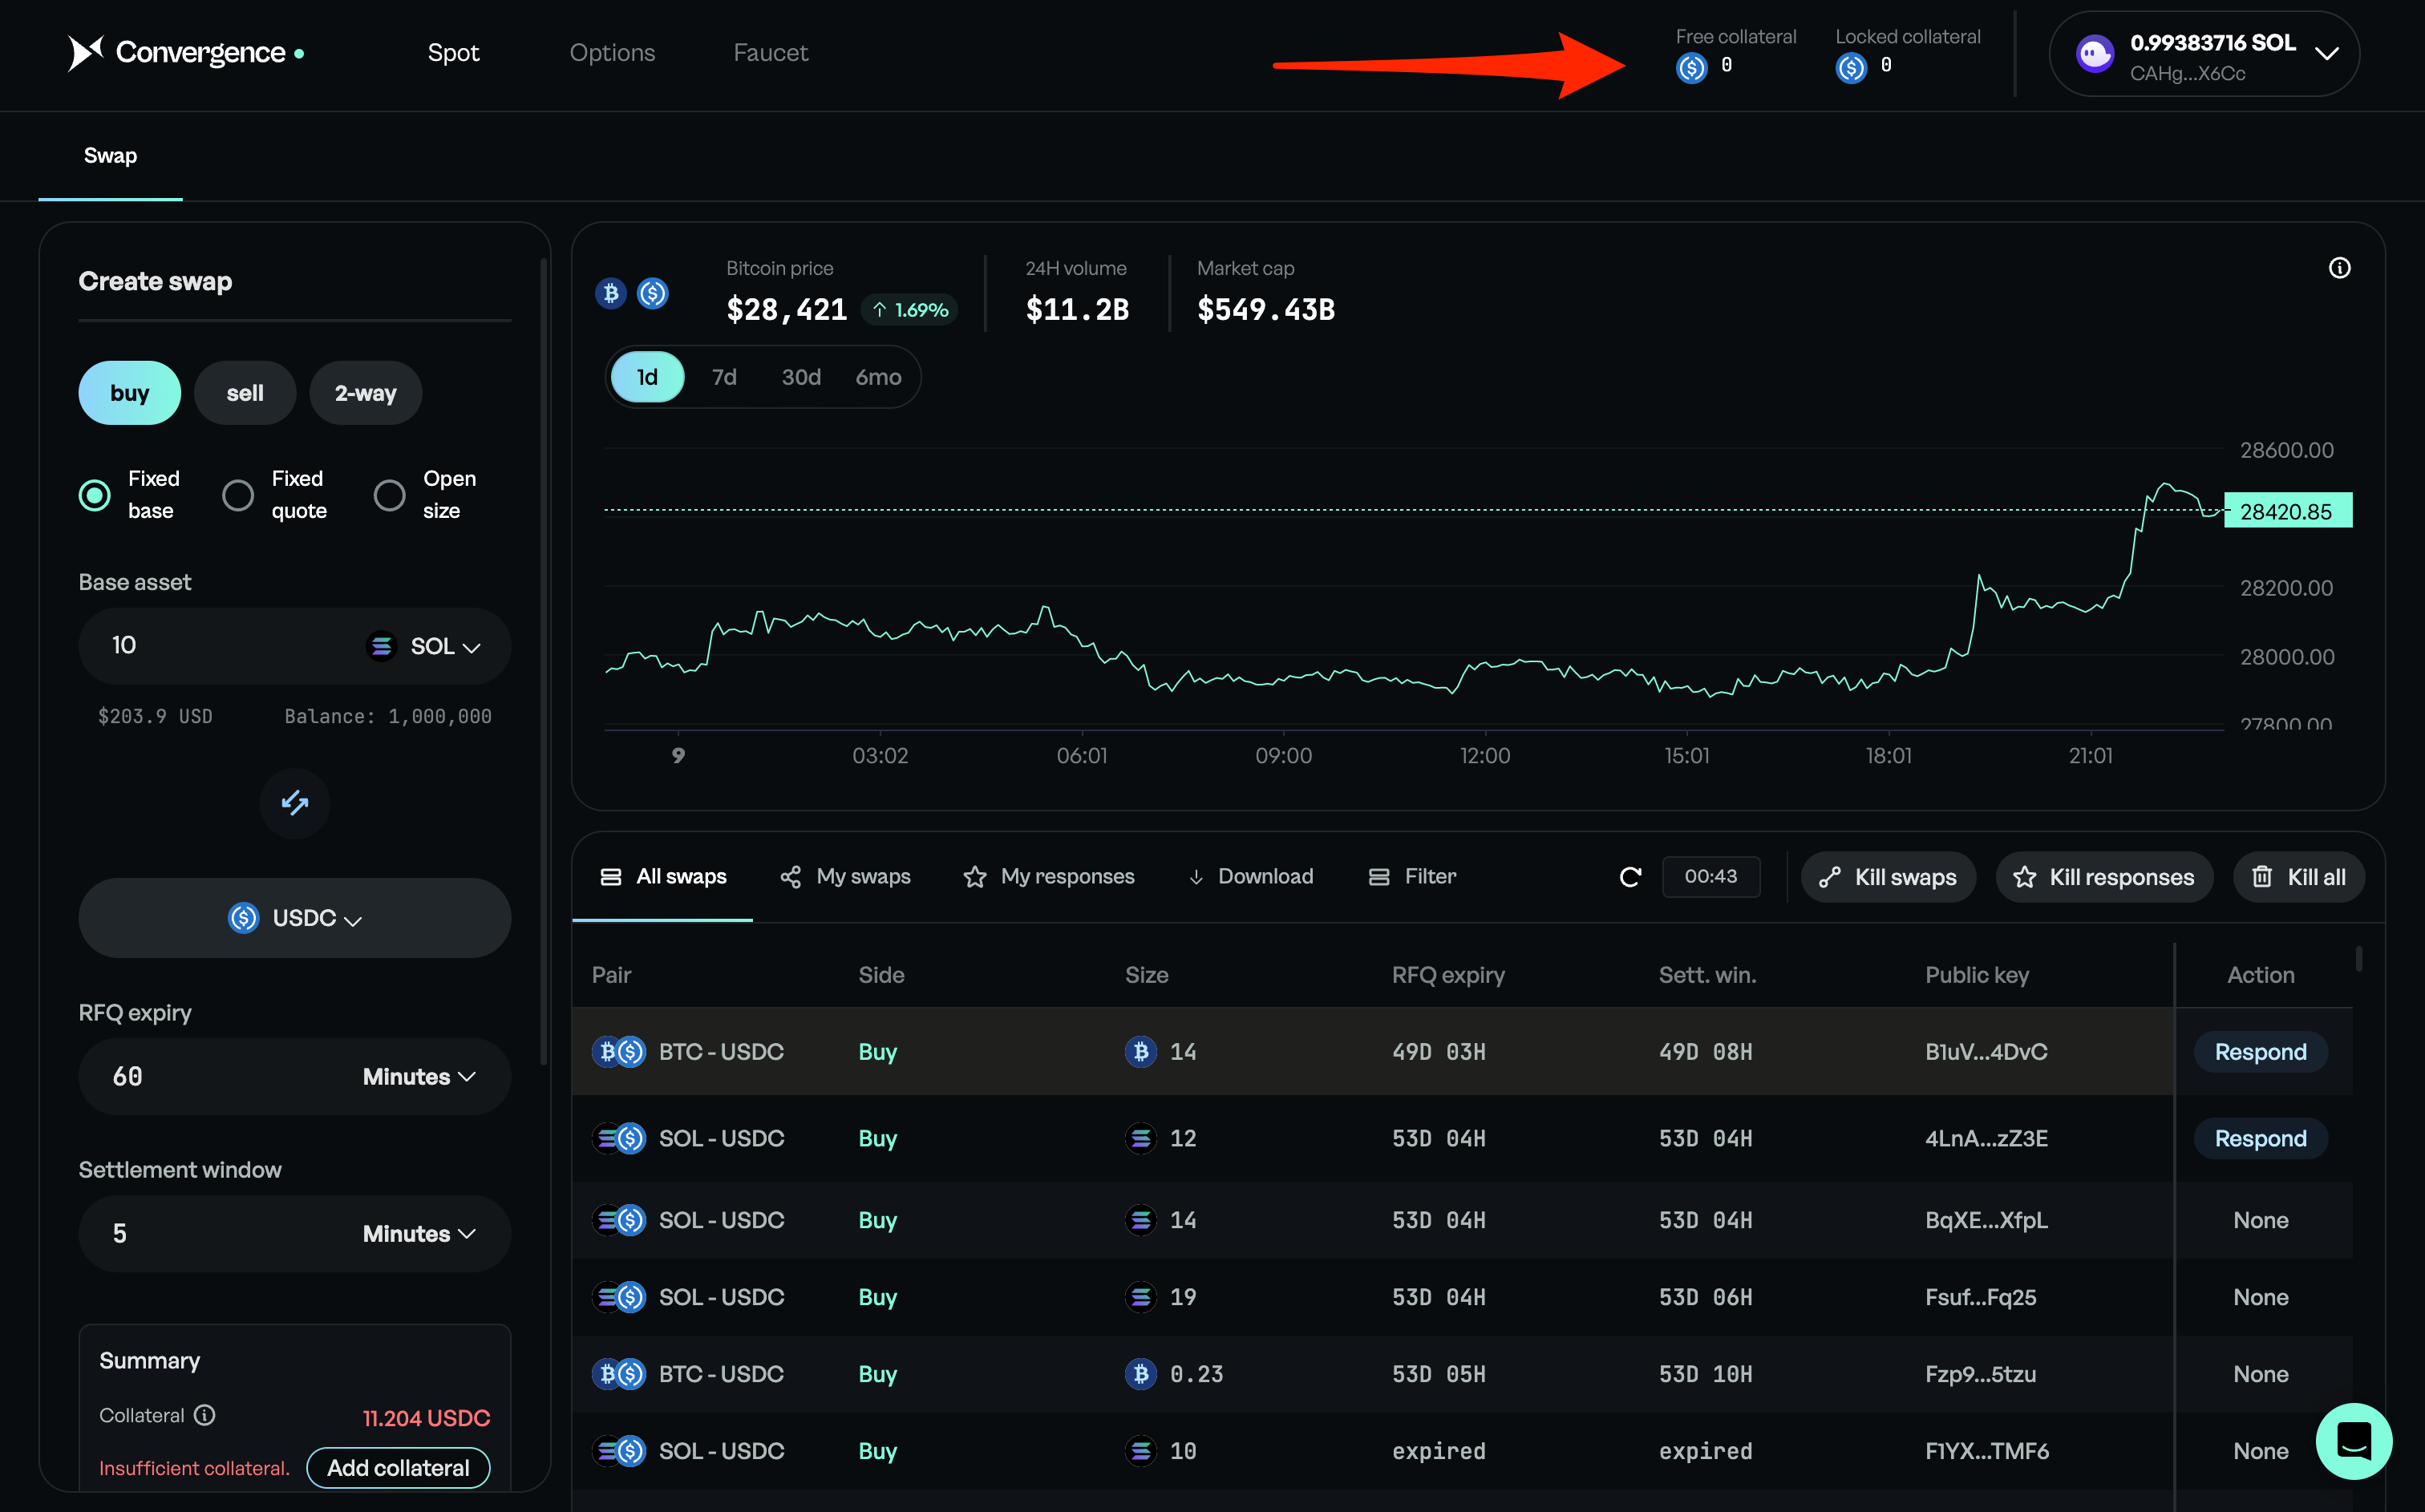 Convergence
Spot
Options
Faucet
Free collateral
0
Locked collateral
0
0.99383716 SOL
CAHg...X6Cc
Swap
Create swap
buy
sell
2-way
Fixed base
Fixed quote
Open size
Base asset
10
SOL
$203.9 USD
Balance: 1,000,000
USDC
RFQ expiry
60
Minutes
Settlement window
5
Minutes
Summary
Collateral
11.204 USDC
Insufficient collateral.
Add collateral
Bitcoin price
$28,421
↑ 1.69%
24H volume
$11.2B
Market cap
$549.43B
1d
7d
30d
6mo
28600.00
28420.85
28200.00
28000.00
27800.00
9
03:02
06:01
09:00
12:00
15:01
18:01
21:01
All swaps
My swaps
My responses
Download
Filter
00:43
Kill swaps
Kill responses
Kill all
Pair Side Size RFQ expiry Sett. win. Public key Action
BTC - USDC Buy 14 49D 03H 49D 08H B1uV...4DvC Respond
SOL - USDC Buy 12 53D 04H 53D 04H 4LnA...zZ3E Respond
SOL - USDC Buy 14 53D 04H 53D 04H BqXE...XfpL None
SOL - USDC Buy 19 53D 04H 53D 06H Fsuf...Fq25 None
BTC - USDC Buy 0.23 53D 05H 53D 10H Fzp9...5tzu None
SOL - USDC Buy 10 expired expired F1YX...TMF6 None